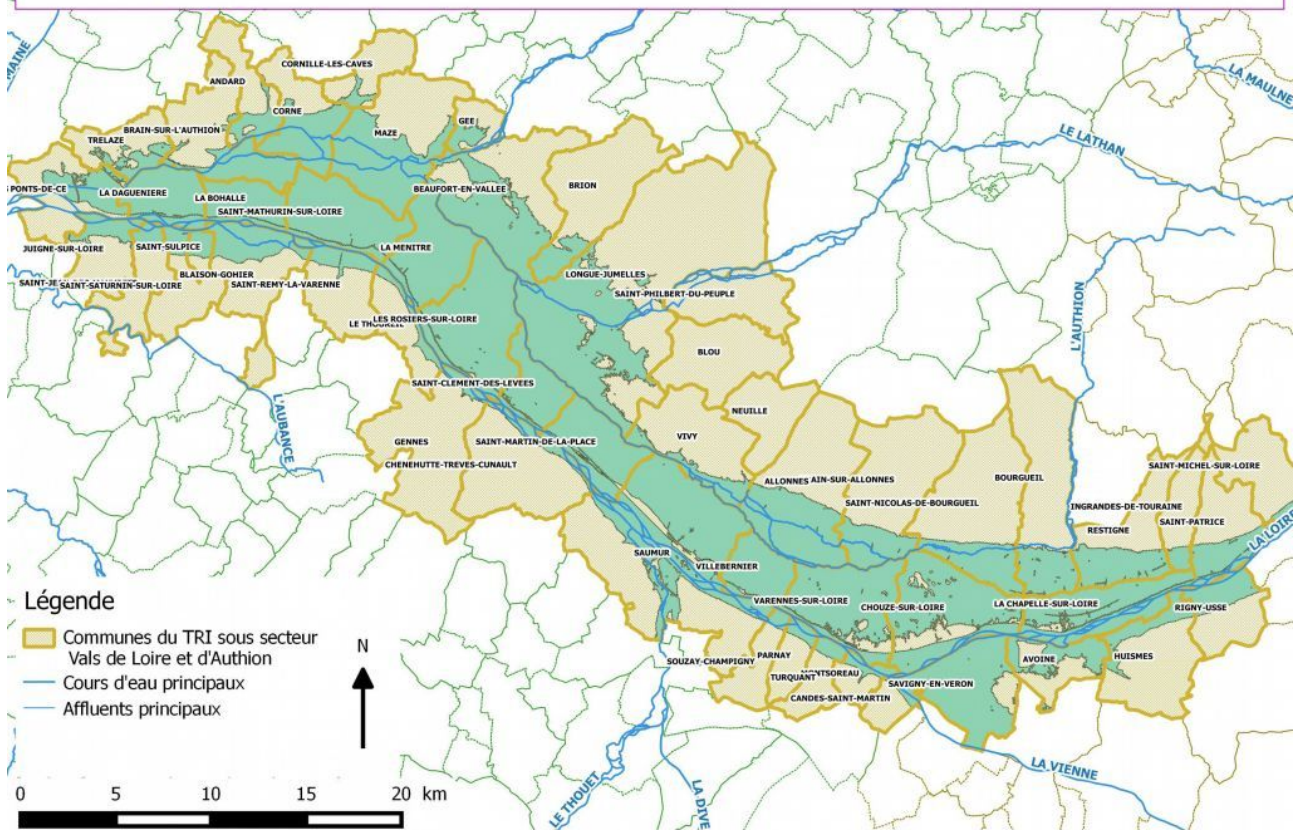 MAINE
CORNILLE-LES-CAVES
ANDARD
CORNE
LA MAULNE
BRAIN-SUR-L'AUTHION
MAZE
GEE
TRELAZE
LE LATHAN
PONTS-DE-CE
LA DAGUENIERE
LA BOHALLE
BEAUFORT-EN-VALLEE
BRION
SAINT-MATHURIN-SUR-LOIRE
JUIGNE-SUR-LOIRE
SAINT-SULPICE
LA MENITRE
BLAISON-GOHIER
LONGUE-JUMELLES
SAINT-SATURNIN-SUR-LOIRE
SAINT-REMY-LA-VARENNE
SAINT-PHILBERT-DU-PEUPLE
L'AUTHION
LES ROSIERS-SUR-LOIRE
LE
BLOU
SAINT-CLEMENT-DES-LEVEES
L'AUBANCE
NEUILLE
GENNES
SAINT-MARTIN-DE-LA-PLACE
VIVY
CHENEHUTTE-TREVES-CUNAULT
SAINT-MICHEL-SUR-LOIRE
ALLONNES
AIN-SUR-ALLONNES
BOURGUEIL
SAINT-NICOLAS-DE-BOURGUEIL
INGRANDES-DE-TOURAINE
SAINT-PATRICE
RESTIGNE
LA LOIRE
SAUMUR
VILLEBERNIER
VARENNES-SUR-LOIRE
CHOUZE-SUR-LOIRE
LA CHAPELLE-SUR-LOIRE
RIGNY-USSE
SOUZAY-CHAMPIGNY
PARNAY
AVOINE
HUISMES
TURQUANT
SAVIGNY-EN-VERON
CANDES-SAINT-MARTIN
LE THOUET
LA DIVE
LA VIENNE
Légende
Communes du TRI sous secteur
Vals de Loire et d'Authion
Cours d'eau principaux
Affluents principaux
N
0 5 10 15 20 km